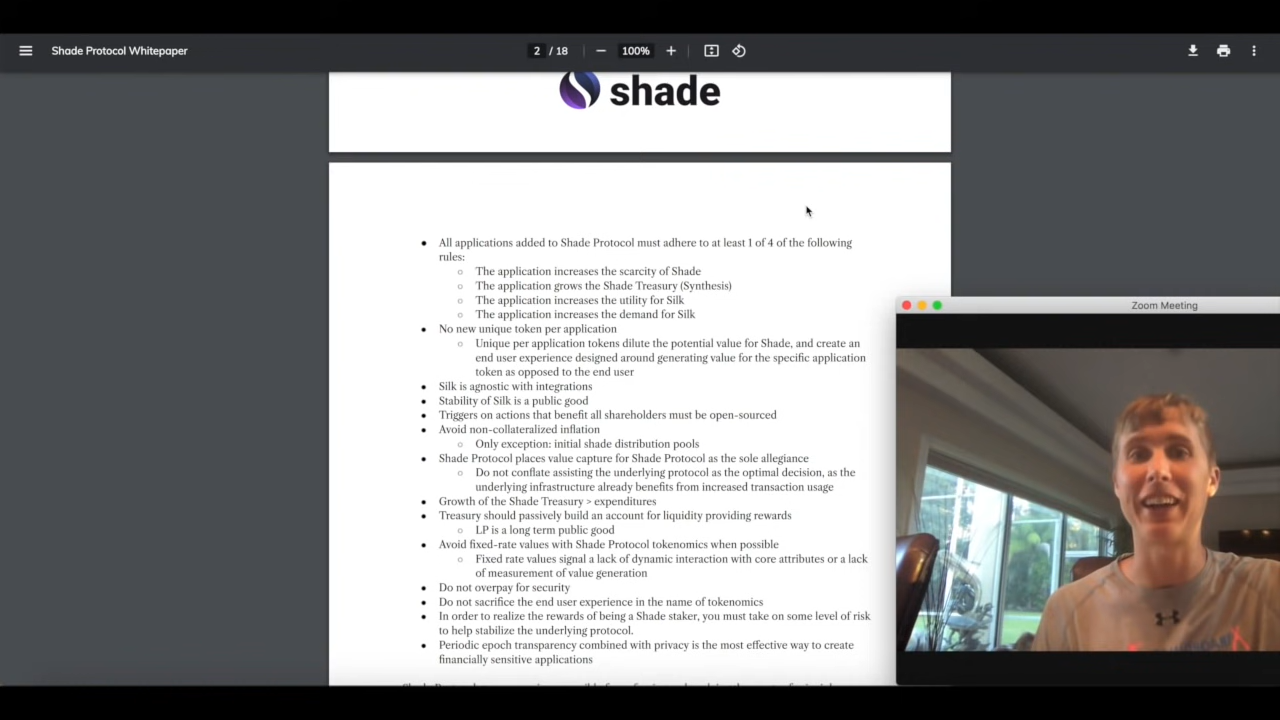 Shade Protocol Whitepaper
2 / 18
100%
shade
All applications added to Shade Protocol must adhere to at least 1 of 4 of the following
rules:
The application increases the scarcity of Shade
The application grows the Shade Treasury (Synthesis)
The application increases the utility for Silk
The application increases the demand for Silk
No new unique token per application
Unique per application tokens dilute the potential value for Shade, and create an
end user experience designed around generating value for the specific application
token as opposed to the end user
Silk is agnostic with integrations
Stability of Silk is a public good
Triggers on actions that benefit all shareholders must be open-sourced
Avoid non-collateralized inflation
Only exception: initial shade distribution pools
Shade Protocol places value capture for Shade Protocol as the sole allegiance
Do not conflate assisting the underlying protocol as the optimal decision, as the
underlying infrastructure already benefits from increased transaction usage
Growth of the Shade Treasury > expenditures
Treasury should passively build an account for liquidity providing rewards
LP is a long term public good
Avoid fixed-rate values with Shade Protocol tokenomics when possible
Fixed rate values signal a lack of dynamic interaction with core attributes or a lack
of measurement of value generation
Do not overpay for security
Do not sacrifice the end user experience in the name of tokenomics
In order to realize the rewards of being a Shade staker, you must take on some level of risk
to help stabilize the underlying protocol.
Periodic epoch transparency combined with privacy is the most effective way to create
financially sensitive applications
Zoom Meeting